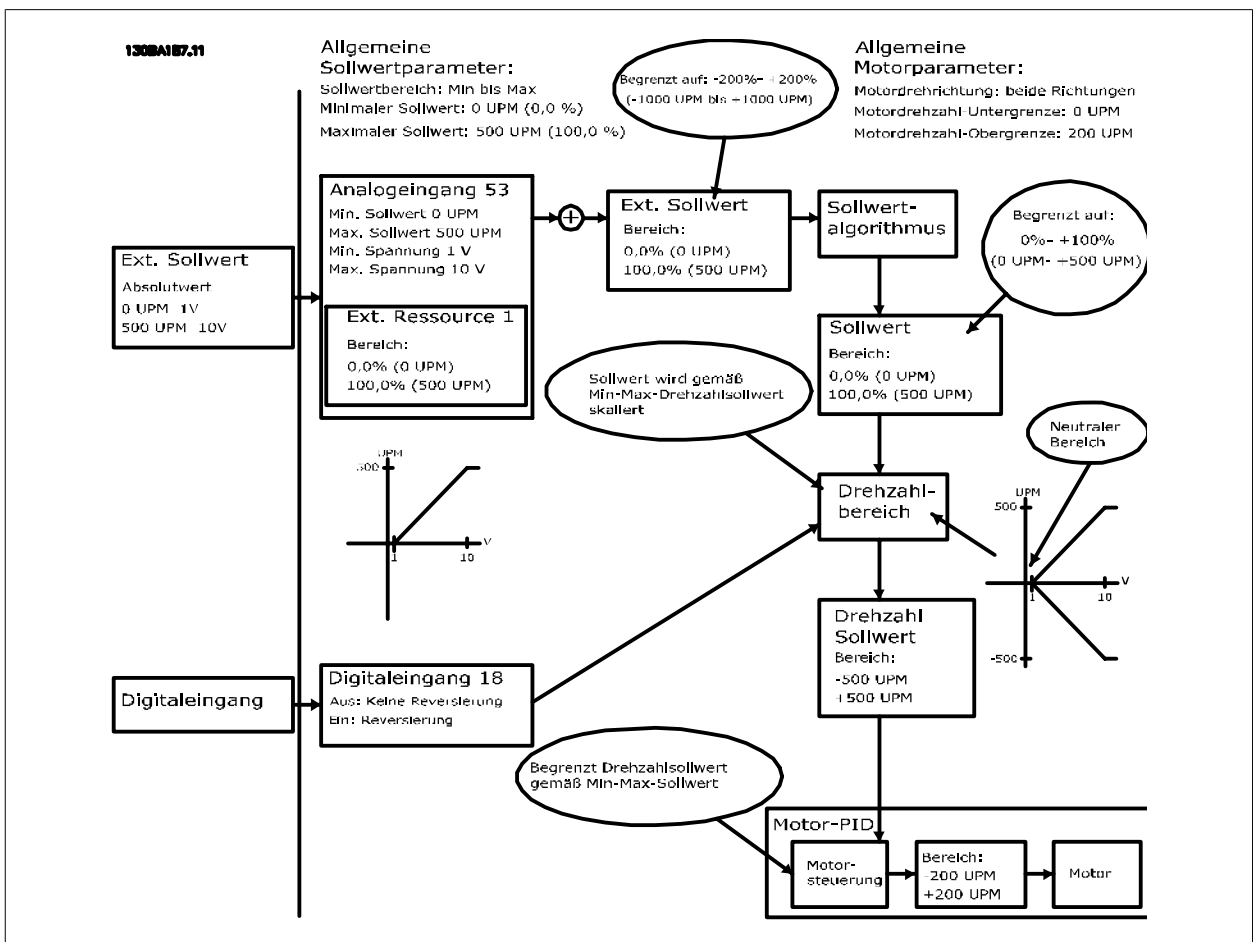 130BA187.11
Allgemeine
Sollwertparameter:
Sollwertbereich: Min bis Max
Minimaler Sollwert: 0 UPM (0,0 %)
Maximaler Sollwert: 500 UPM (100,0 %)
Begrenzt auf: -200%- +200%
(-1000 UPM bis +1000 UPM)
Allgemeine
Motorparameter:
Motordrehrichtung: beide Richtungen
Motordrehzahl-Untergrenze: 0 UPM
Motordrehzahl-Obergrenze: 200 UPM
Ext. Sollwert
Absolutwert
0 UPM 1V
500 UPM 10V
Analogeingang 53
Min. Sollwert 0 UPM
Max. Sollwert 500 UPM
Min. Spannung 1 V
Max. Spannung 10 V
Ext. Ressource 1
Bereich:
0,0% (0 UPM)
100,0% (500 UPM)
+
Ext. Sollwert
Bereich:
0,0% (0 UPM)
100,0% (500 UPM)
Sollwert-
algorithmus
Begrenzt auf:
0%- +100%
(0 UPM- +500 UPM)
Sollwert
Bereich:
0,0% (0 UPM)
100,0% (500 UPM)
Sollwert wird gemäß
Min-Max-Drehzahlsollwert
skaliert
Neutraler
Bereich
UPM
500
V
1
10
Drehzahl-
bereich
UPM
500
V
1
10
-500
Drehzahl
Sollwert
Bereich:
-500 UPM
+500 UPM
Digitaleingang
Digitaleingang 18
Aus: Keine Reversierung
Ein: Reversierung
Begrenzt Drehzahlsollwert
gemäß Min-Max-Sollwert
Motor-PID
Motor-
steuerung
Bereich:
-200 UPM
+200 UPM
Motor